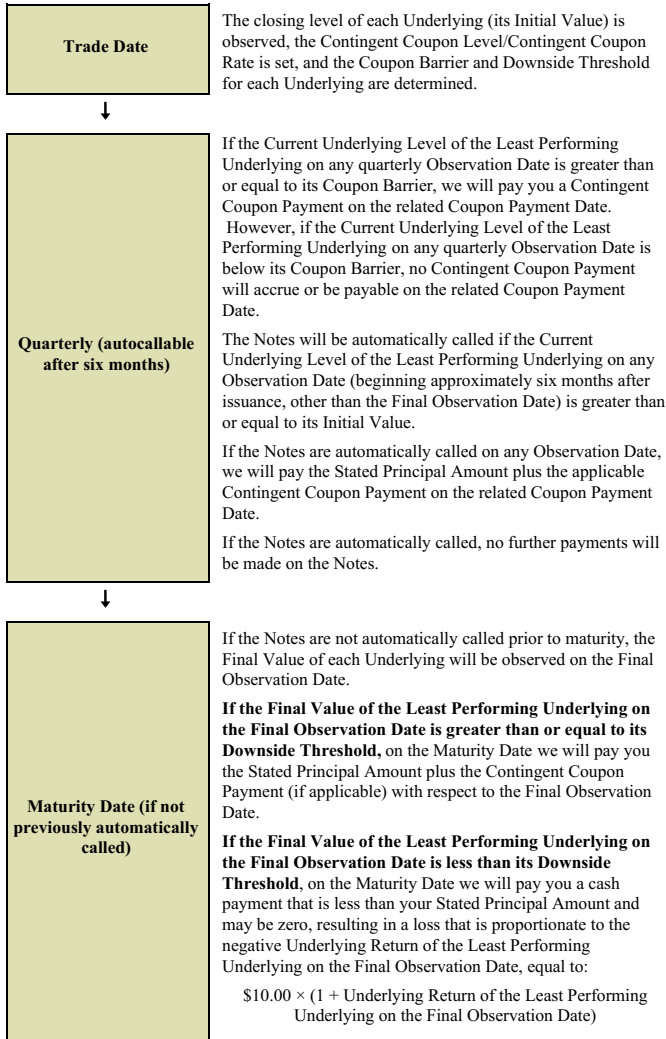 Trade Date
The closing level of each Underlying (its Initial Value) is
observed, the Contingent Coupon Level/Contingent Coupon
Rate is set, and the Coupon Barrier and Downside Threshold
for each Underlying are determined.
↓
Quarterly (autocallable
after six months)
If the Current Underlying Level of the Least Performing
Underlying on any quarterly Observation Date is greater than
or equal to its Coupon Barrier, we will pay you a Contingent
Coupon Payment on the related Coupon Payment Date.
However, if the Current Underlying Level of the Least
Performing Underlying on any quarterly Observation Date is
below its Coupon Barrier, no Contingent Coupon Payment
will accrue or be payable on the related Coupon Payment
Date.
The Notes will be automatically called if the Current
Underlying Level of the Least Performing Underlying on any
Observation Date (beginning approximately six months after
issuance, other than the Final Observation Date) is greater than
or equal to its Initial Value.
If the Notes are automatically called on any Observation Date,
we will pay the Stated Principal Amount plus the applicable
Contingent Coupon Payment on the related Coupon Payment
Date.
If the Notes are automatically called, no further payments will
be made on the Notes.
↓
Maturity Date (if not
previously automatically
called)
If the Notes are not automatically called prior to maturity, the
Final Value of each Underlying will be observed on the Final
Observation Date.
If the Final Value of the Least Performing Underlying on
the Final Observation Date is greater than or equal to its
Downside Threshold, on the Maturity Date we will pay you
the Stated Principal Amount plus the Contingent Coupon
Payment (if applicable) with respect to the Final Observation
Date.
If the Final Value of the Least Performing Underlying on
the Final Observation Date is less than its Downside
Threshold, on the Maturity Date we will pay you a cash
payment that is less than your Stated Principal Amount and
may be zero, resulting in a loss that is proportionate to the
negative Underlying Return of the Least Performing
Underlying on the Final Observation Date, equal to:
$10.00 × (1 + Underlying Return of the Least Performing
Underlying on the Final Observation Date)